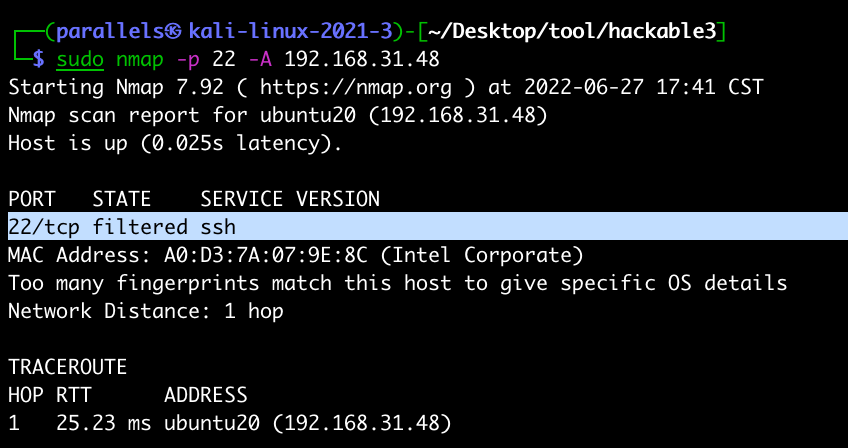 ┌──(parallels㉿kali-linux-2021-3)-[~/Desktop/tool/hackable3]
└─$ sudo nmap -p 22 -A 192.168.31.48
Starting Nmap 7.92 ( https://nmap.org ) at 2022-06-27 17:41 CST
Nmap scan report for ubuntu20 (192.168.31.48)
Host is up (0.025s latency).

PORT   STATE    SERVICE VERSION
22/tcp filtered ssh
MAC Address: A0:D3:7A:07:9E:8C (Intel Corporate)
Too many fingerprints match this host to give specific OS details
Network Distance: 1 hop

TRACEROUTE
HOP RTT      ADDRESS
1   25.23 ms ubuntu20 (192.168.31.48)